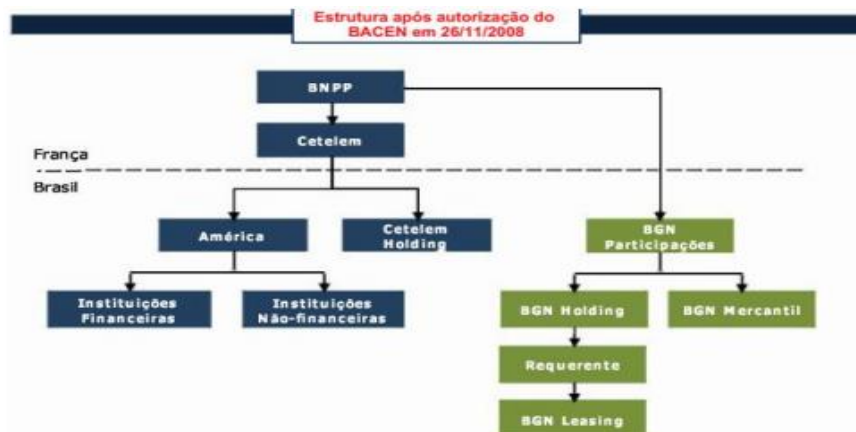 Estrutura após autorização do
BACEN em 26/11/2008
BNPP
Cetelem
França
Brasil
América
Cetelem
Holding
BGN
Participações
Instituições
Financeiras
Instituições
Não-financeiras
BGN Holding
BGN Mercantil
Requerente
BGN Leasing